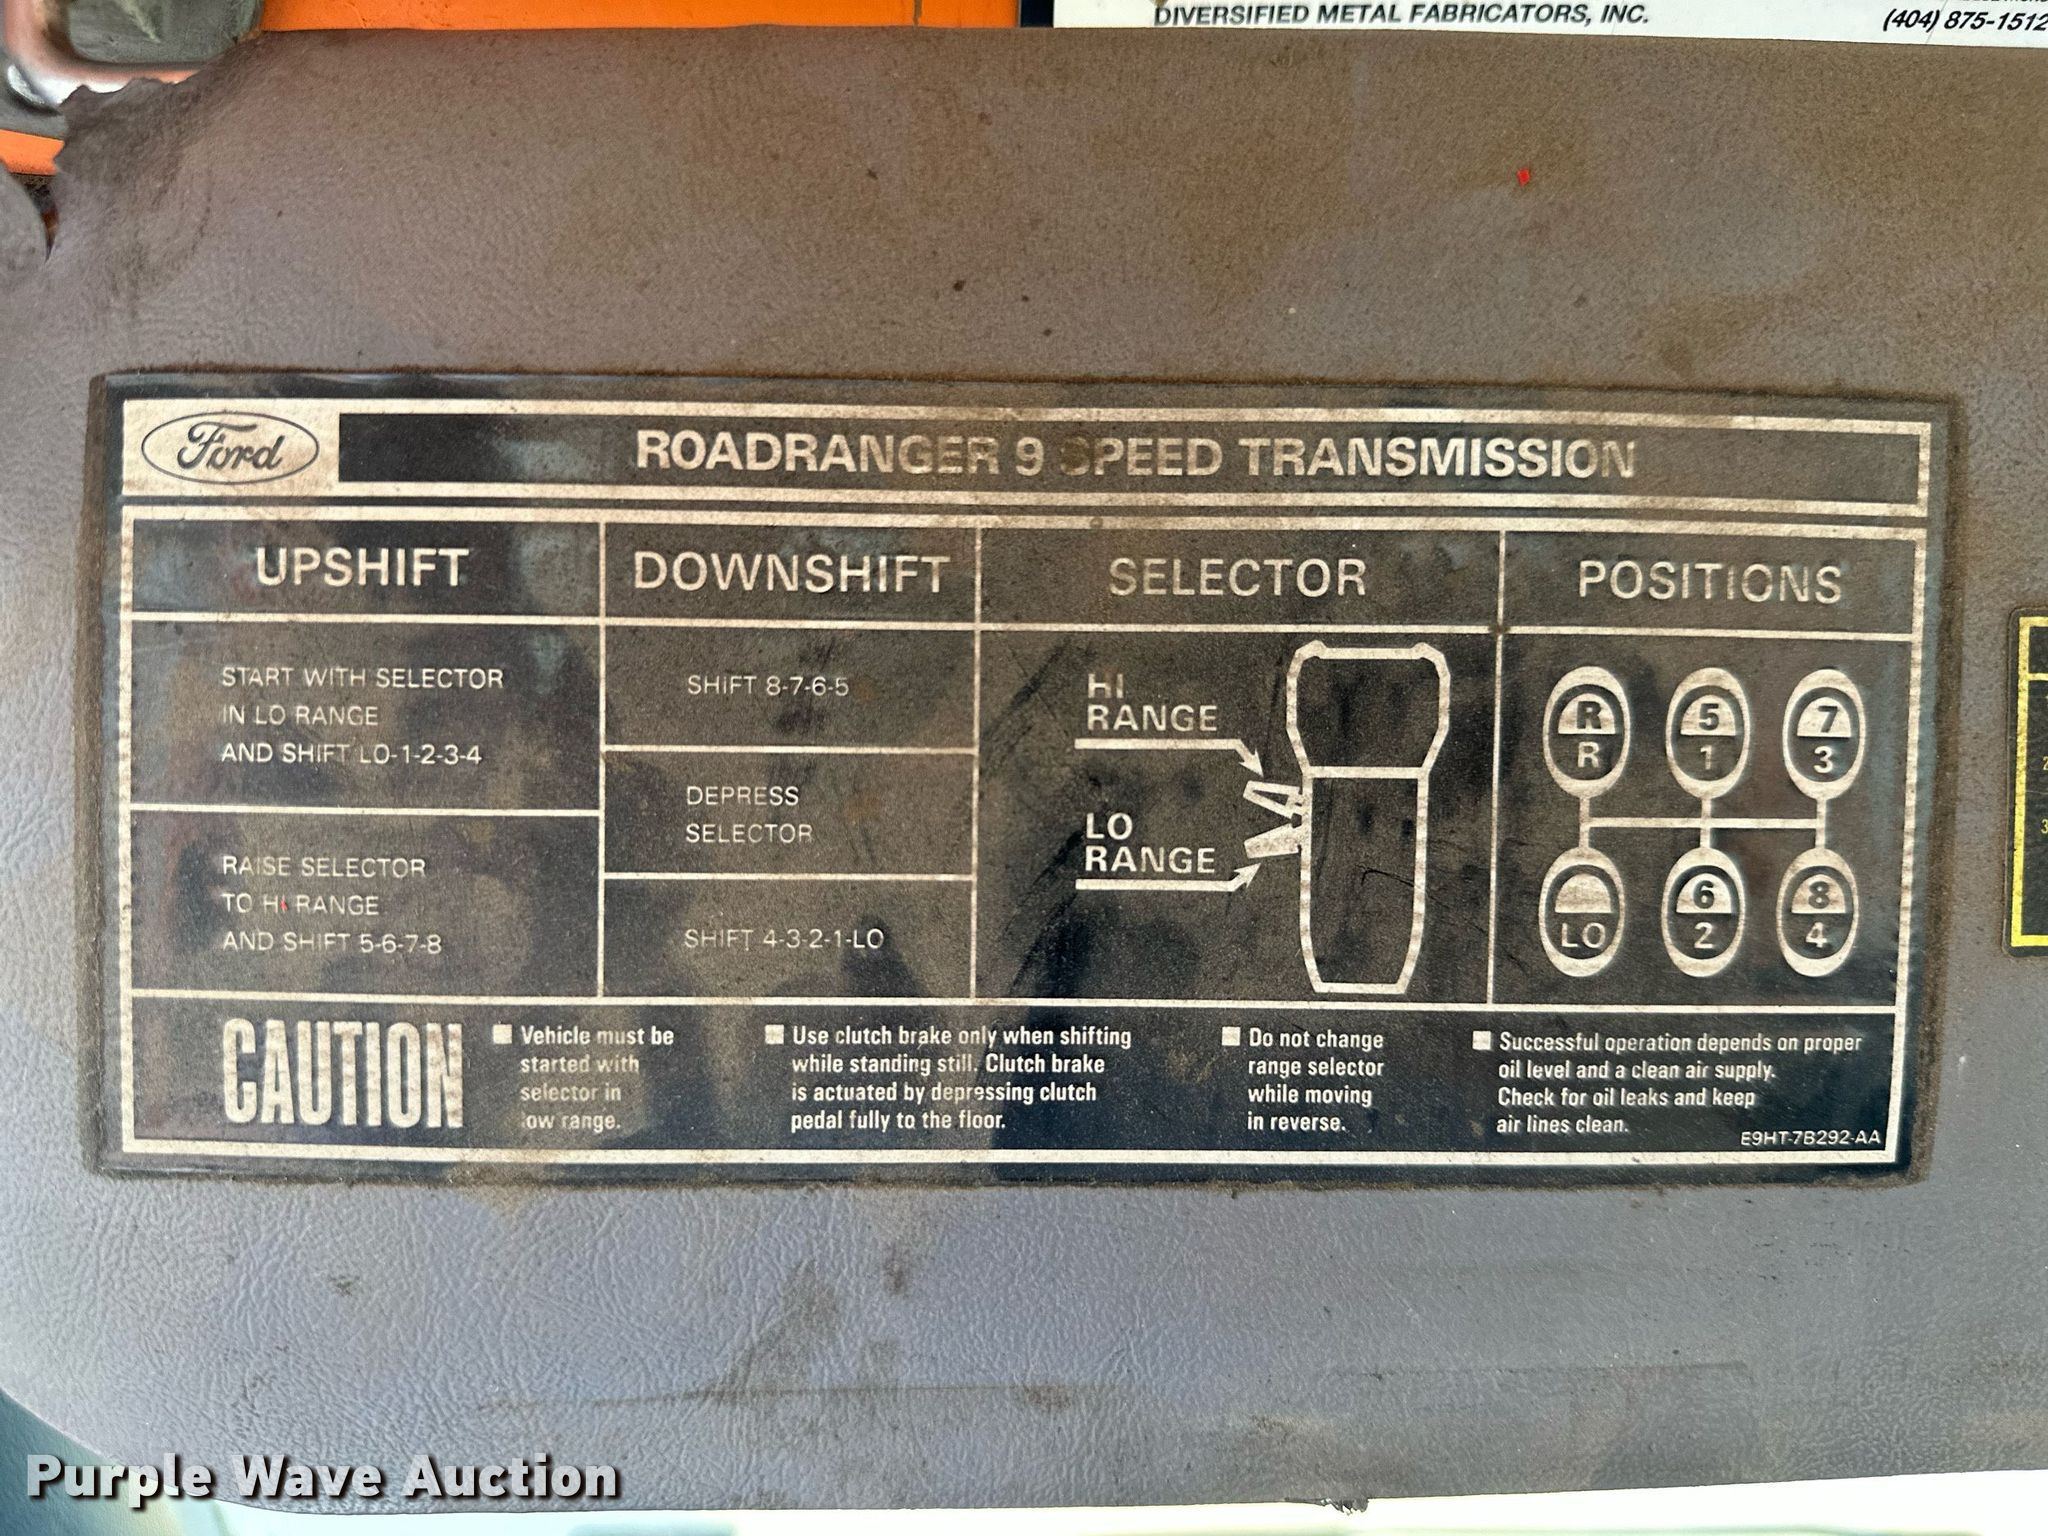 DIVERSIFIED METAL FABRICATORS, INC.
(404) 875-1512
Ford
ROADRANGER 9 SPEED TRANSMISSION
UPSHIFT
START WITH SELECTOR
IN LO RANGE
AND SHIFT LO-1-2-3-4
RAISE SELECTOR
TO HI RANGE
AND SHIFT 5-6-7-8
DOWNSHIFT
SHIFT 8-7-6-5
DEPRESS
SELECTOR
SHIFT 4-3-2-1-LO
SELECTOR
HI
RANGE
LO
RANGE
POSITIONS
R 5 7
R 1 3
6 8
LO 2 4
CAUTION
Vehicle must be
started with
selector in
low range.
Use clutch brake only when shifting
while standing still. Clutch brake
is actuated by depressing clutch
pedal fully to the floor.
Do not change
range selector
while moving
in reverse.
Successful operation depends on proper
oil level and a clean air supply.
Check for oil leaks and keep
air lines clean.
E9HT-7B292-AA
Purple Wave Auction